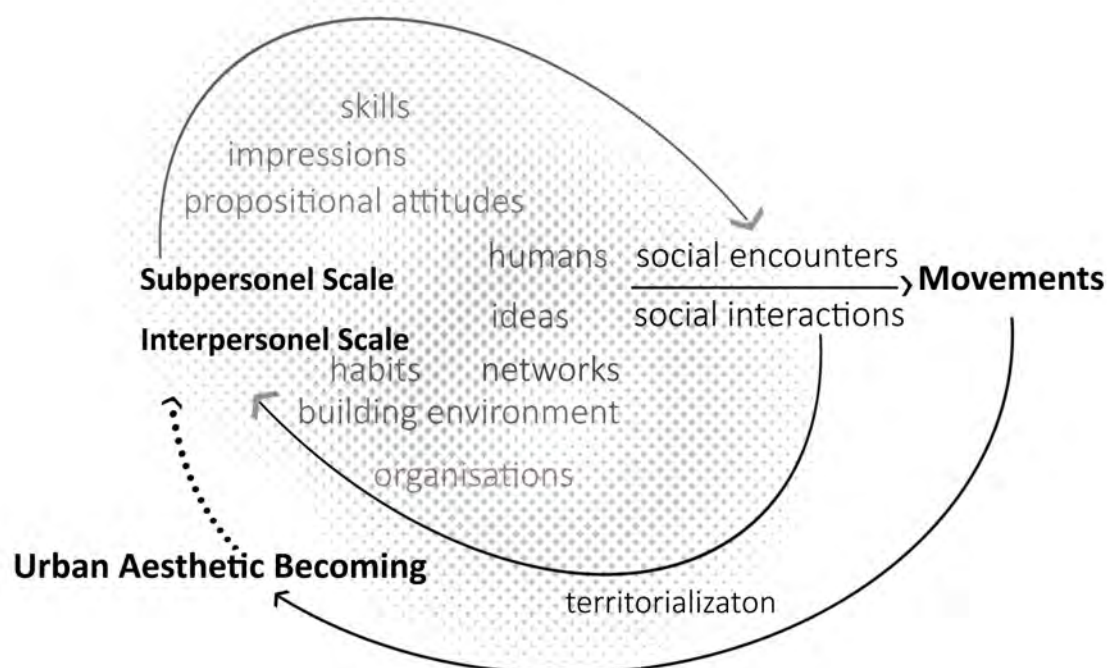 skills
impressions
propositional attitudes
humans social encounters
Subpersonel Scale
Movements
ideas social interactions
Interpersonel Scale
habits networks
building environment
organisations
Urban Aesthetic Becoming
territorializaton